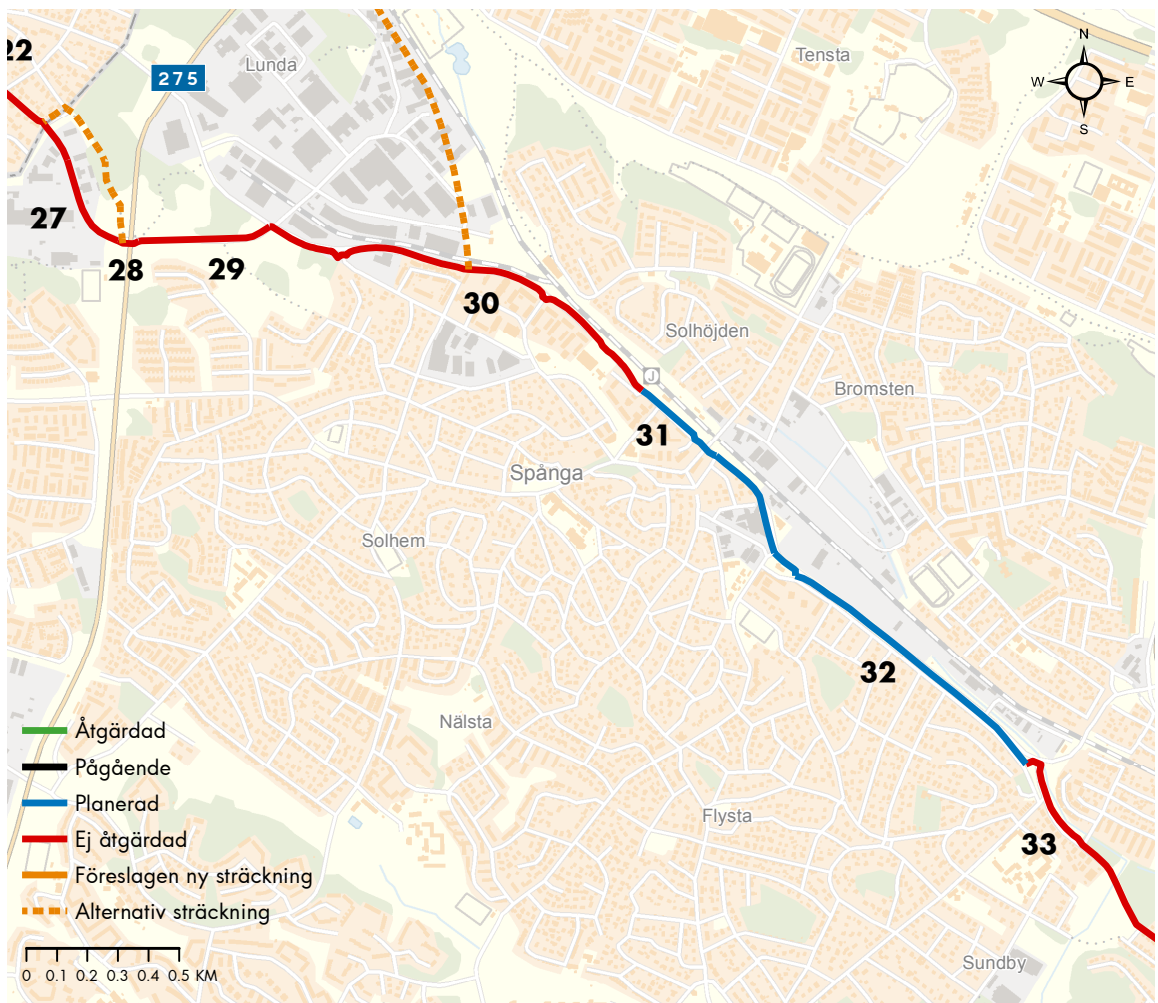 22
Lunda
275
Tensta
N
W
E
S
27
28
29
30
Solhöjden
J
Bromsten
31
Spånga
Solhem
32
Nälsta
Flysta
33
Sundby
Åtgärdad
Pågående
Planerad
Ej åtgärdad
Föreslagen ny sträckning
Alternativ sträckning
0 0.1 0.2 0.3 0.4 0.5 KM